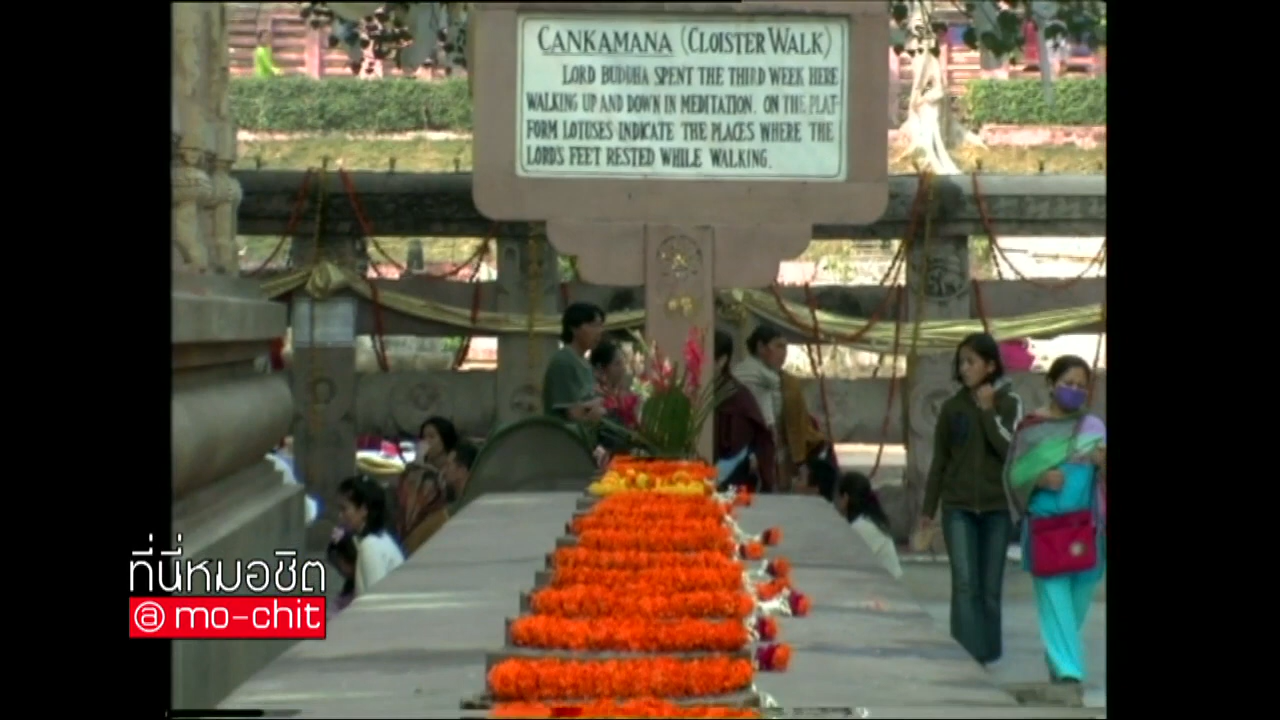 CANKAMANA (CLOISTER WALK)
LORD BUDDHA SPENT THE THIRD WEEK HERE
WALKING UP AND DOWN IN MEDITATION. ON THE PLAT-
FORM LOTUSES INDICATE THE PLACES WHERE THE
LORD'S FEET RESTED WHILE WALKING.
ที่นี่หมอชิต
@ mo-chit